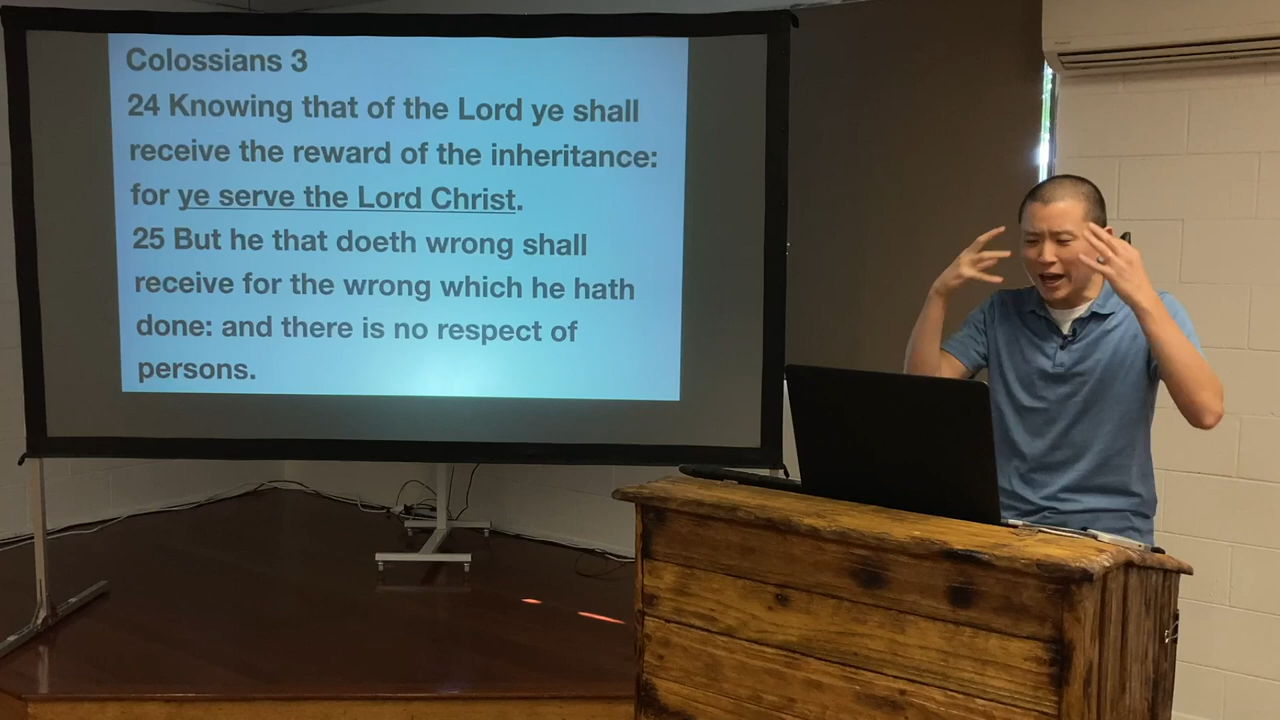 Colossians 3
24 Knowing that of the Lord ye shall
receive the reward of the inheritance:
for ye serve the Lord Christ.
25 But he that doeth wrong shall
receive for the wrong which he hath
done: and there is no respect of
persons.